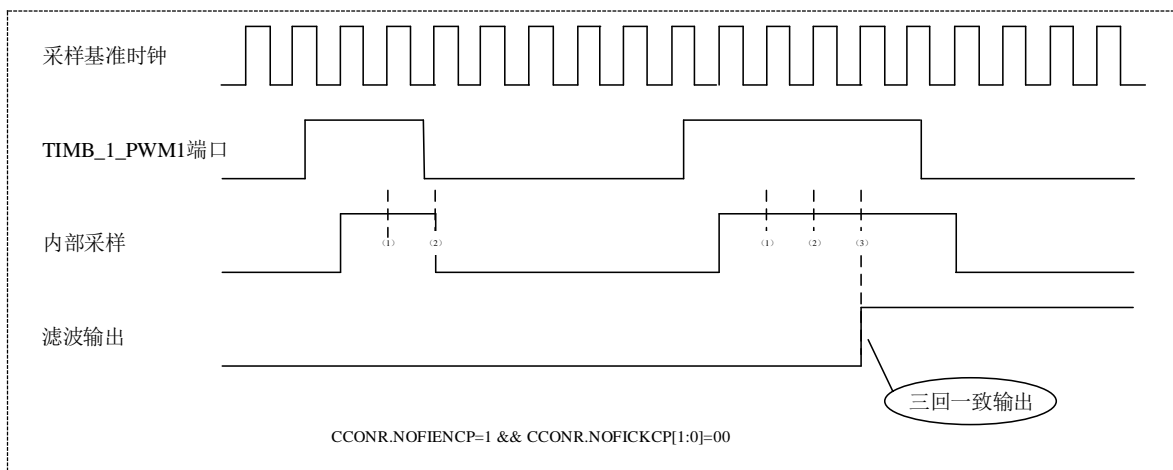 采样基准时钟
TIMB_1_PWM1端口
内部采样
（1） （2） （1） （2） （3）
滤波输出
三回一致输出
CCONR.NOFIENCP=1 && CCONR.NOFICKCP[1:0]=00